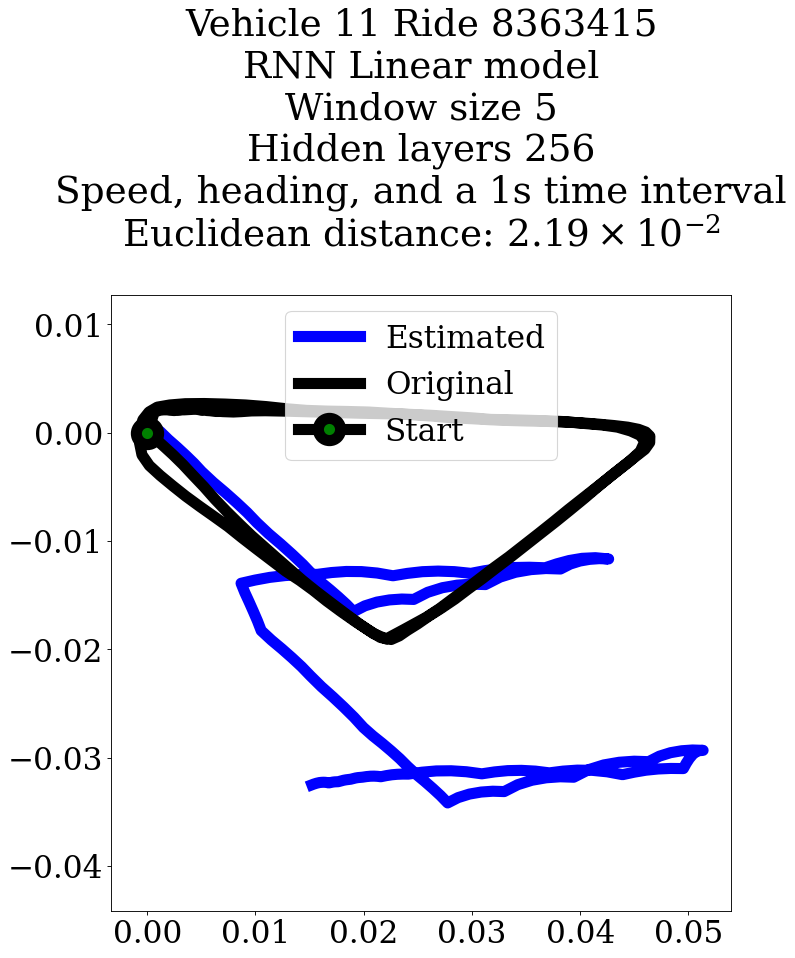 Vehicle 11 Ride 8363415
RNN Linear model
Window size 5
Hidden layers 256
Speed, heading, and a 1s time interval
Euclidean distance: 2.19 × 10⁻²
Estimated
Original
Start
0.01
0.00
−0.01
−0.02
−0.03
−0.04
0.00 0.01 0.02 0.03 0.04 0.05